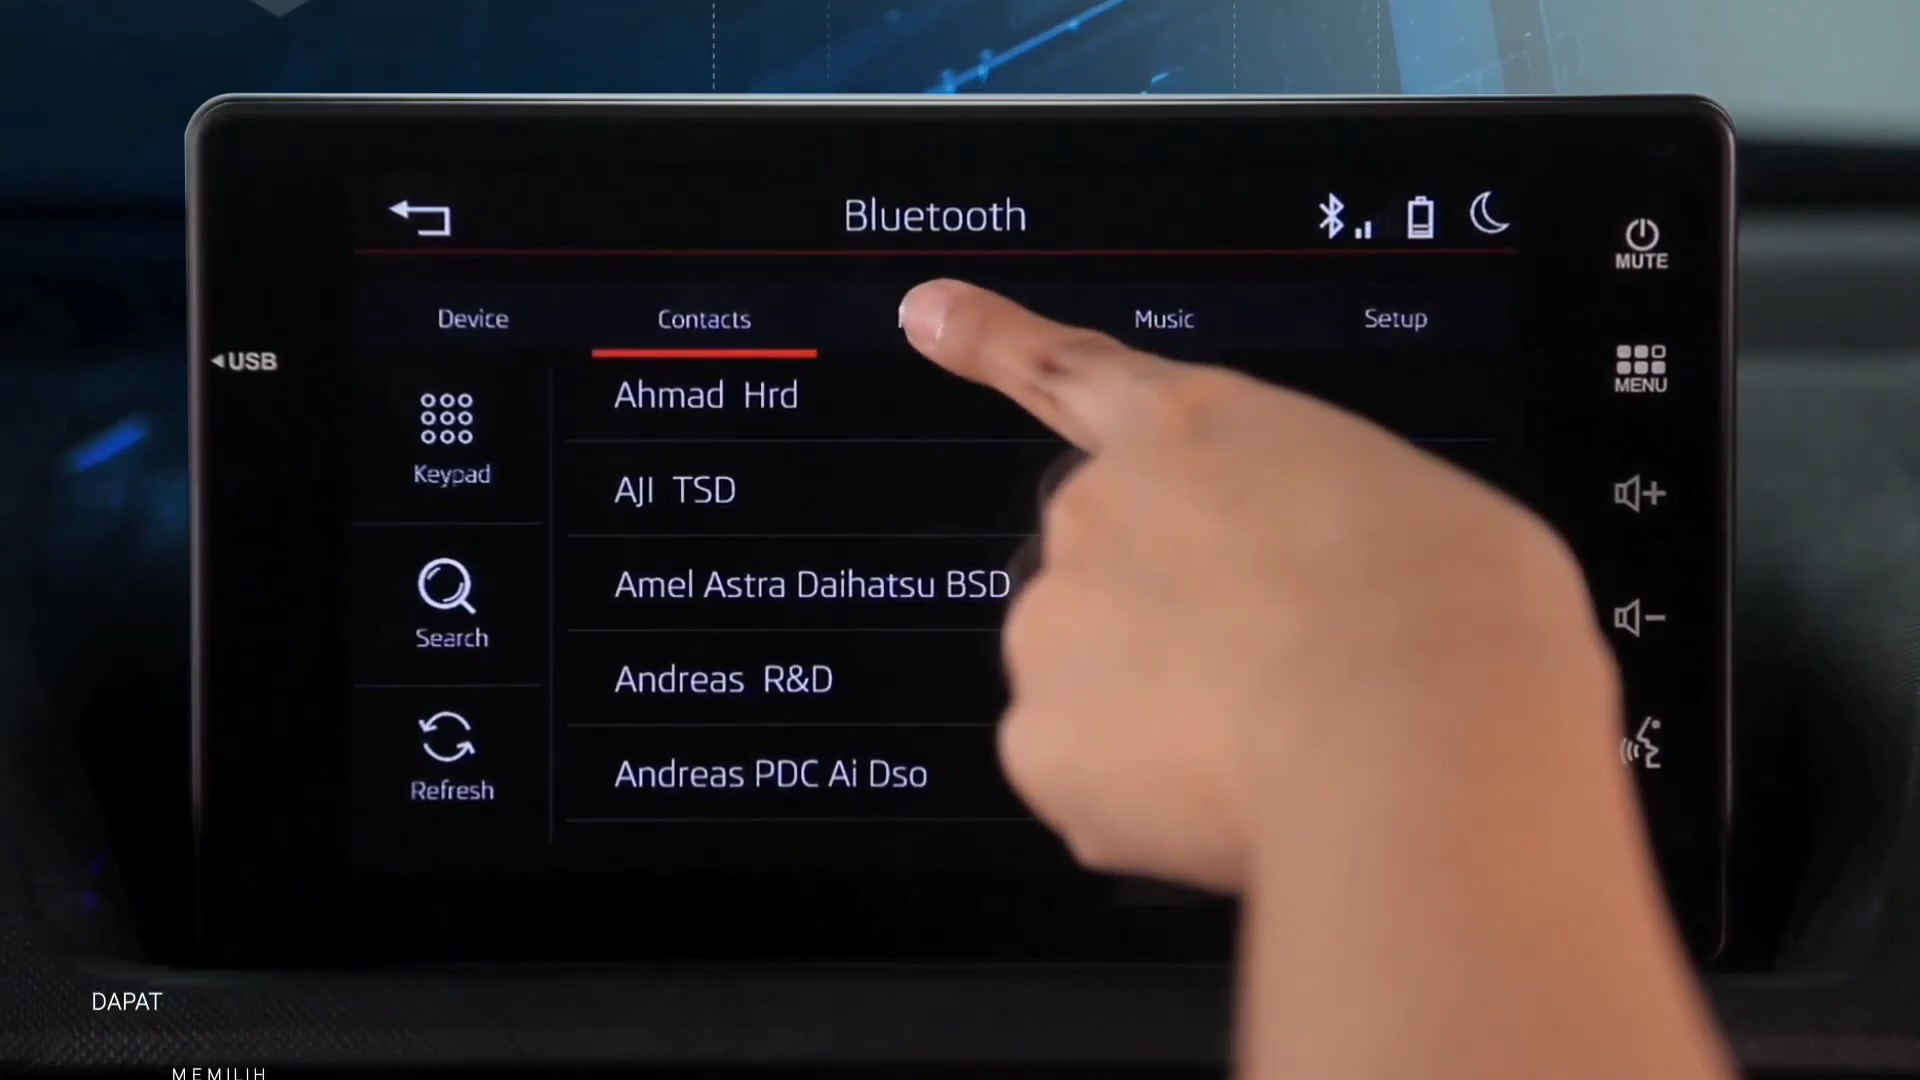 Bluetooth
MUTE
Device Contacts Music Setup
USB
MENU
Ahmad Hrd
Keypad
AJI TSD
Amel Astra Daihatsu BSD
Search
Andreas R&D
Andreas PDC Ai Dso
Refresh
DAPAT
MEMILIH